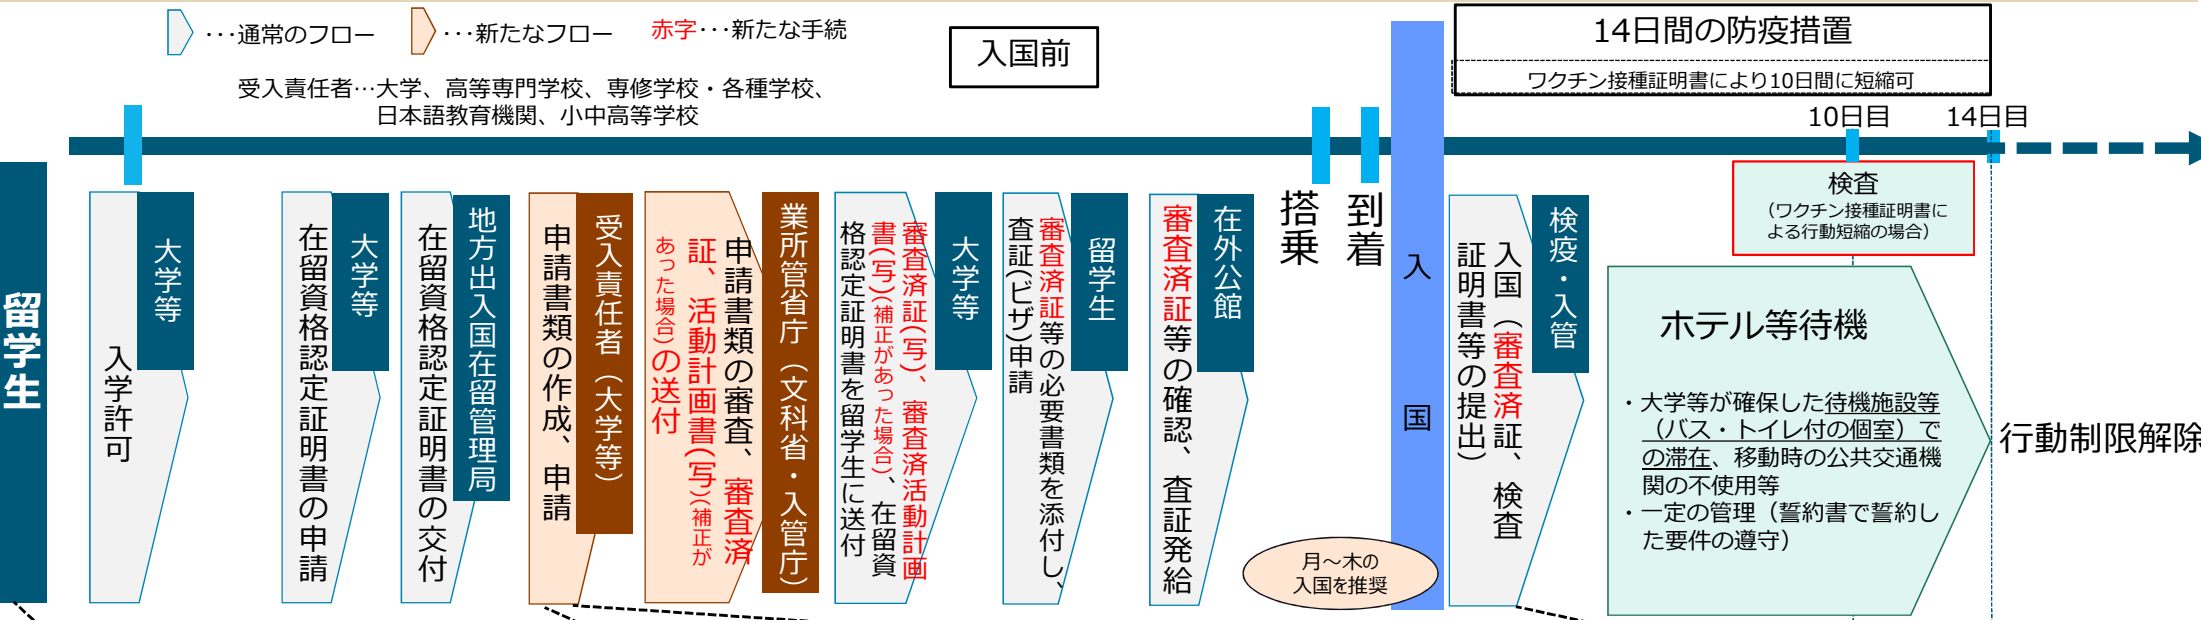 ･･･通常のフロー
･･･新たなフロー
赤字･･･新たな手続
受入責任者…大学、高等専門学校、専修学校・各種学校、
日本語教育機関、小中高等学校
入国前
14日間の防疫措置
ワクチン接種証明書により10日間に短縮可
10日目
14日目
留学生
大学等
入学許可
大学等
在留資格認定証明書の申請
地方出入国在留管理局
在留資格認定証明書の交付
受入責任者（大学等）
申請書類の作成、申請
業所管省庁（文科省・入管庁）
申請書類の審査、審査済
証、活動計画書(写)(補正が
あった場合)の送付
大学等
審査済証(写)、審査済活動計画
書(写)(補正があった場合)、在留資
格認定証明書を留学生に送付
留学生
審査済証等の必要書類を添付し、
査証(ビザ)申請
在外公館
審査済証等の確認、査証発給
搭乗
到着
月～木の
入国を推奨
入国
検疫・入管
入国（審査済証、検査
証明書等の提出）
検査
（ワクチン接種証明書に
よる行動短縮の場合）
ホテル等待機
・大学等が確保した待機施設等
（バス・トイレ付の個室）で
の滞在、移動時の公共交通機
関の不使用等
・一定の管理（誓約書で誓約し
た要件の遵守）
行動制限解除